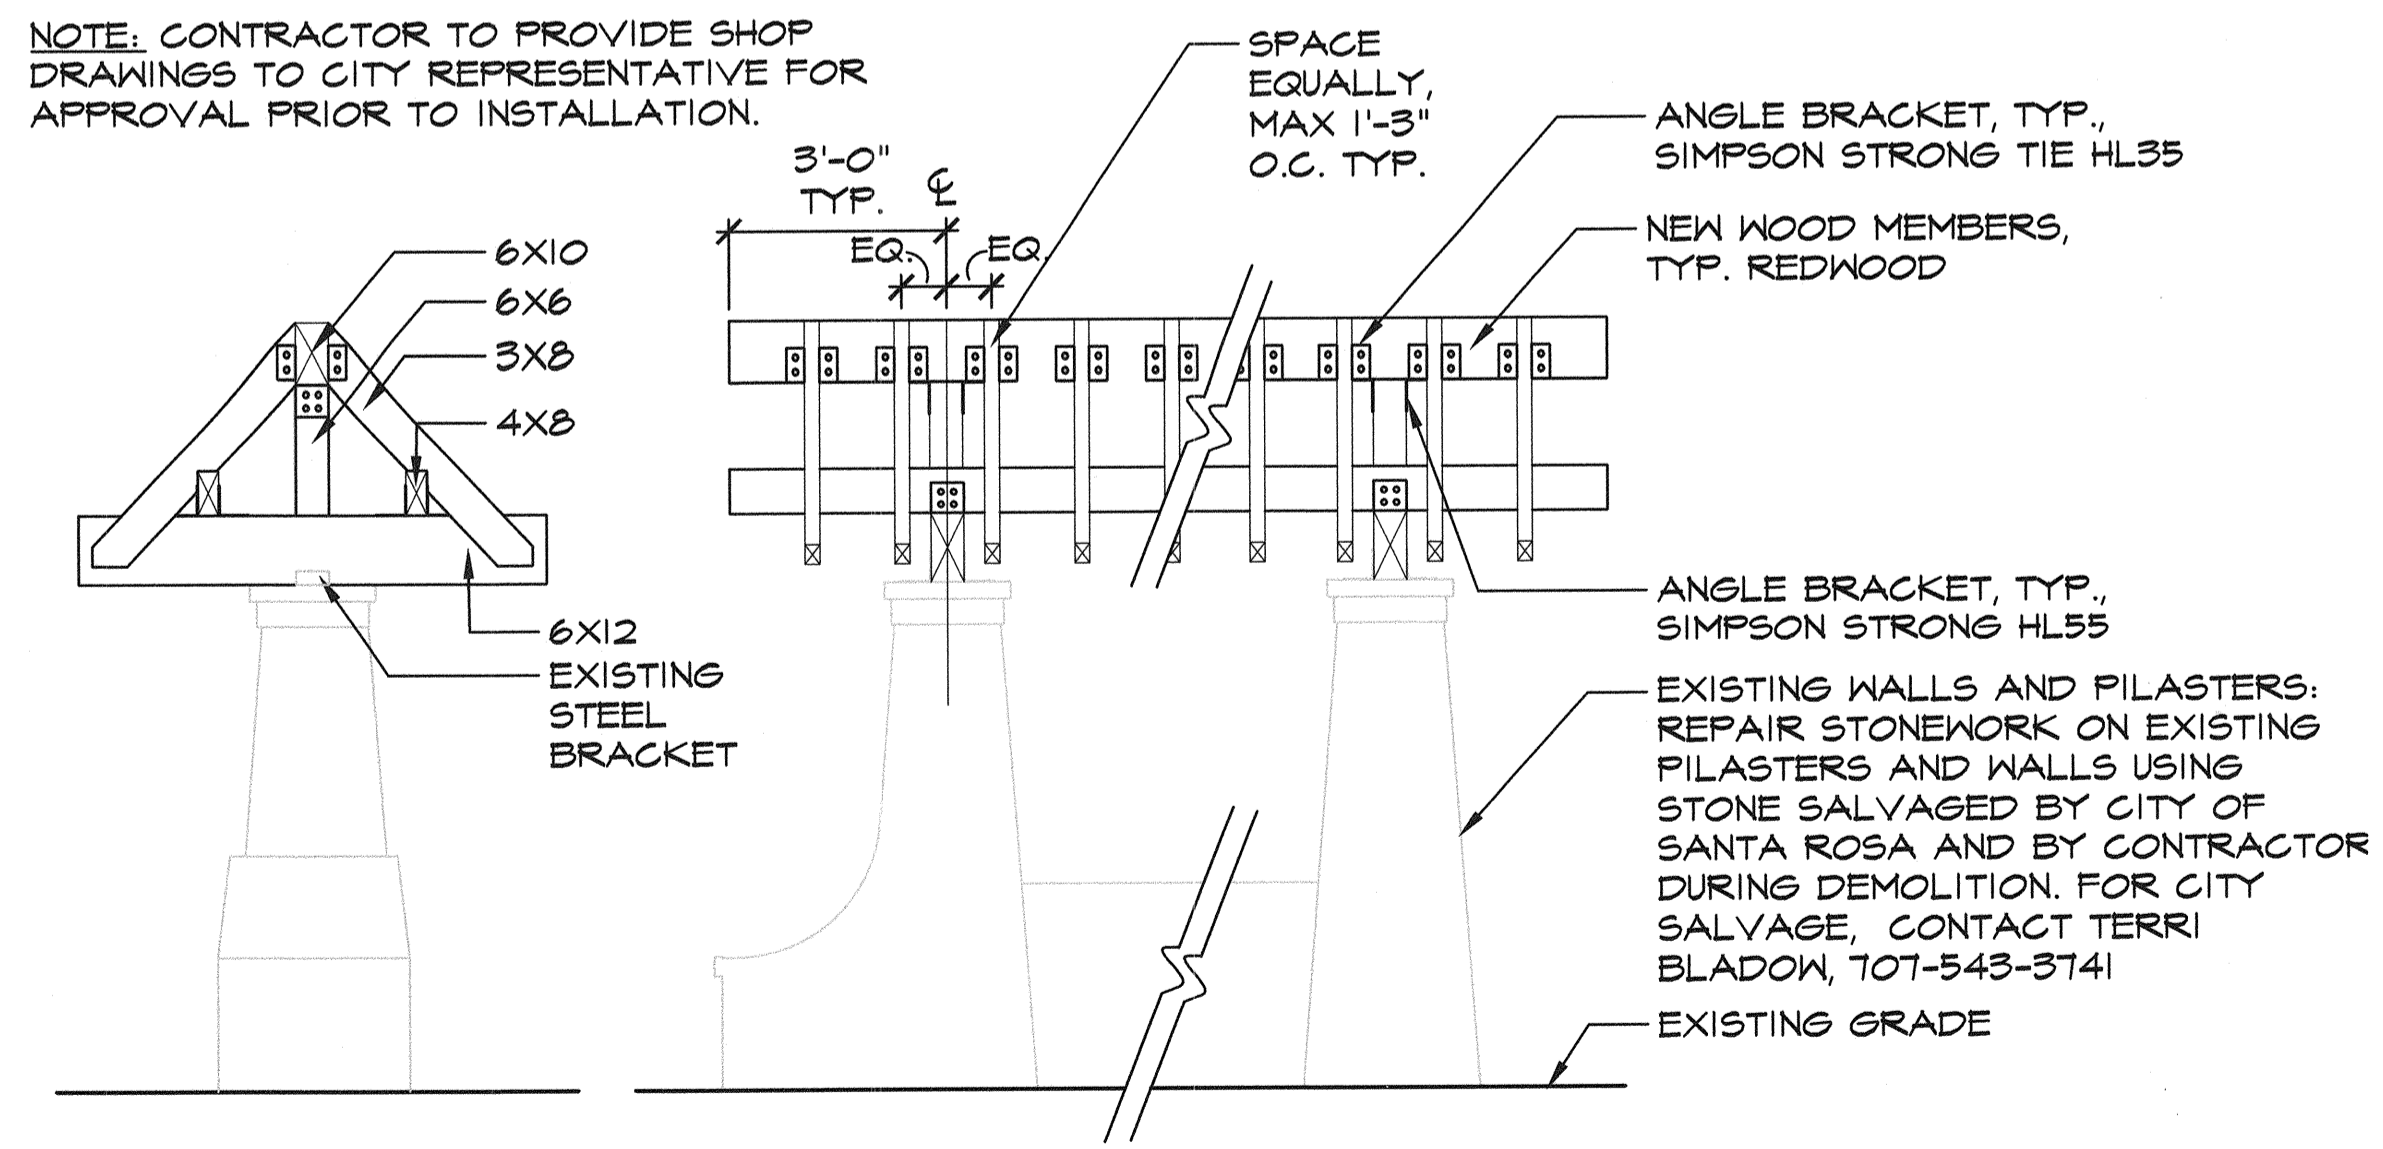 NOTE: CONTRACTOR TO PROVIDE SHOP
DRAWINGS TO CITY REPRESENTATIVE FOR
APPROVAL PRIOR TO INSTALLATION.
3'-0"
TYP.
℄
EQ.
EQ.
SPACE
EQUALLY,
MAX 1'-3"
O.C. TYP.
ANGLE BRACKET, TYP.,
SIMPSON STRONG TIE HL35
NEW WOOD MEMBERS,
TYP. REDWOOD
6X10
6X6
3X8
4X8
6X12
EXISTING
STEEL
BRACKET
ANGLE BRACKET, TYP.,
SIMPSON STRONG HL55
EXISTING WALLS AND PILASTERS:
REPAIR STONEWORK ON EXISTING
PILASTERS AND WALLS USING
STONE SALVAGED BY CITY OF
SANTA ROSA AND BY CONTRACTOR
DURING DEMOLITION. FOR CITY
SALVAGE, CONTACT TERRI
BLADOW, 707-543-3741
EXISTING GRADE